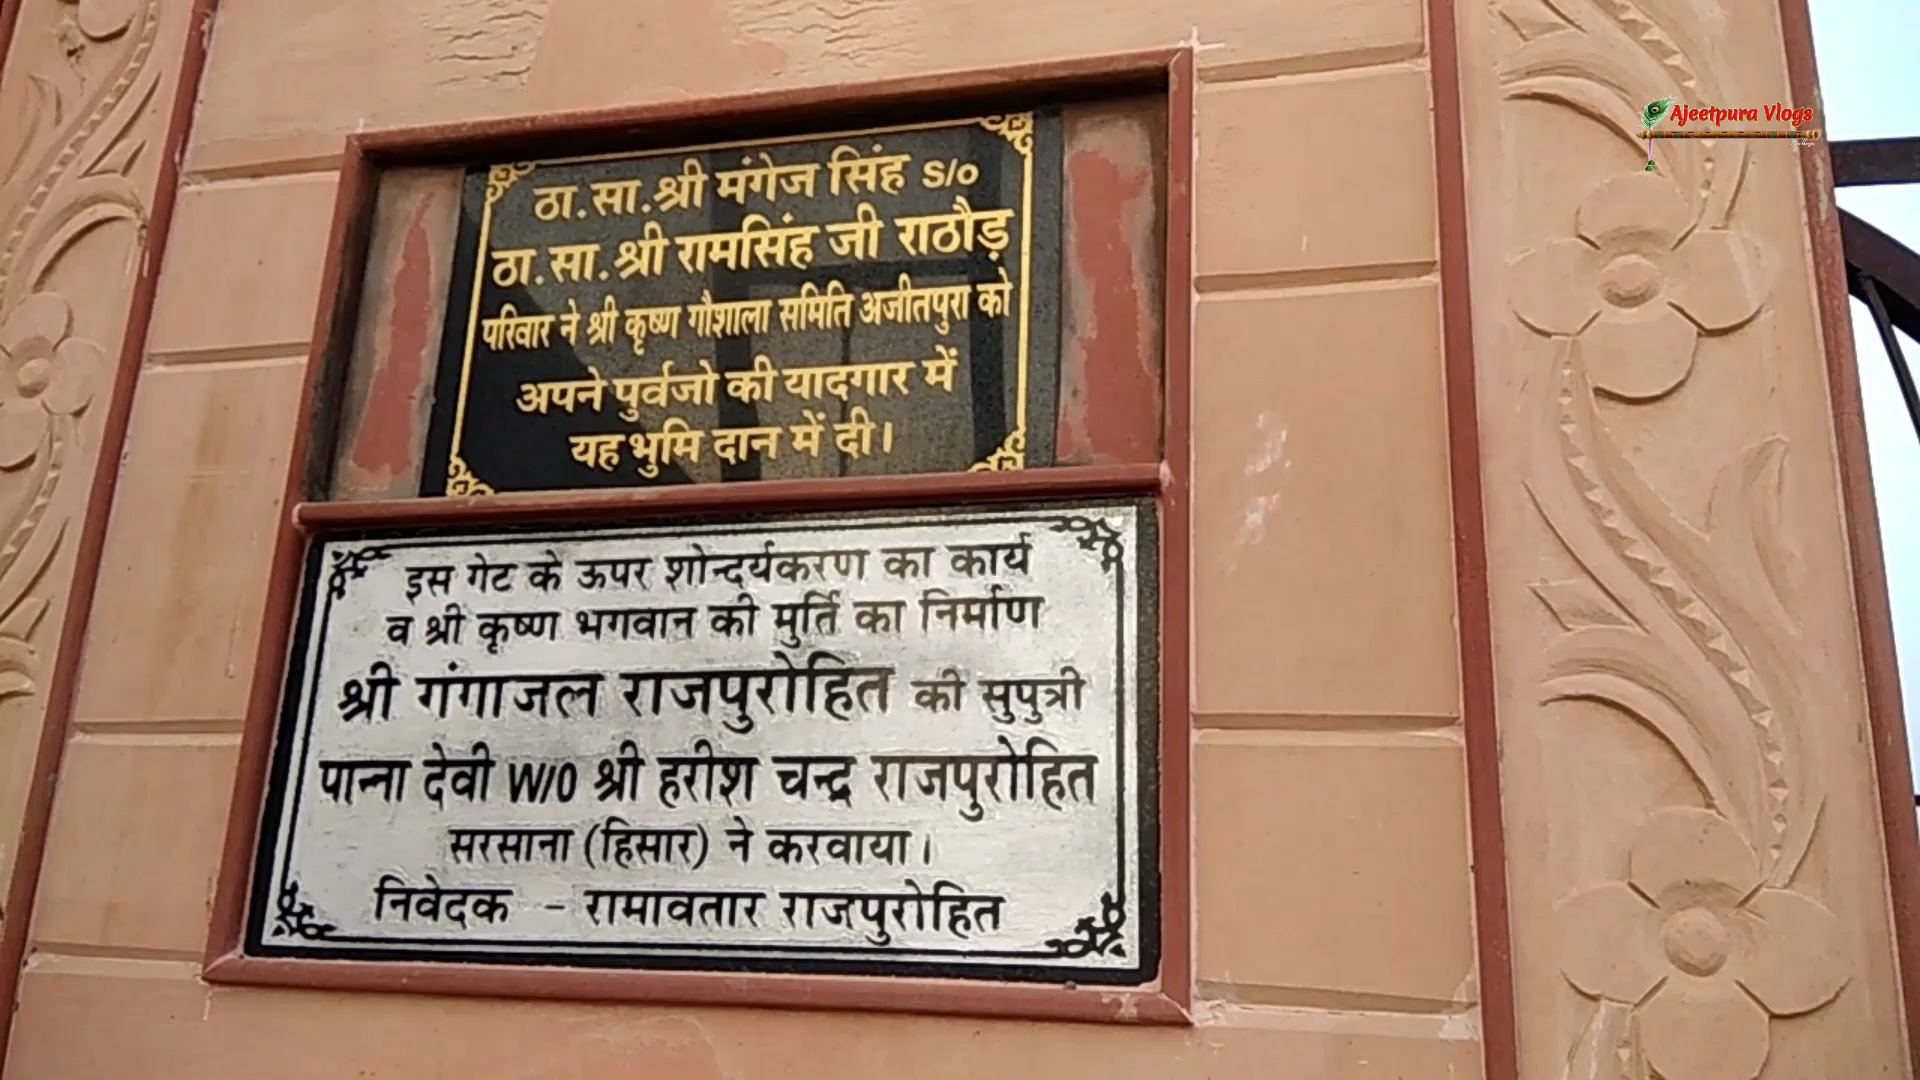 Ajeetpura Vlogs
ठा.सा.श्री मंगेज सिंह S/o
ठा.सा.श्री रामसिंह जी राठौड़
परिवार ने श्री कृष्ण गौशाला समिति अजीतपुरा को
अपने पुर्वजो की यादगार में
यह भुमि दान में दी।
इस गेट के ऊपर शोन्दर्यकरण का कार्य
व श्री कृष्ण भगवान की मुर्ति का निर्माण
श्री गंगाजल राजपुरोहित की सुपुत्री
पान्ना देवी W/O श्री हरीश चन्द्र राजपुरोहित
सरसाना (हिसार) ने करवाया।
निवेदक - रामावतार राजपुरोहित